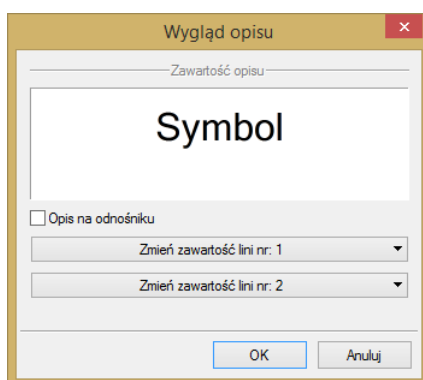 Wygląd opisu
Zawartość opisu
Symbol
Opis na odnośniku
Zmień zawartość lini nr: 1
Zmień zawartość lini nr: 2
OK Anuluj